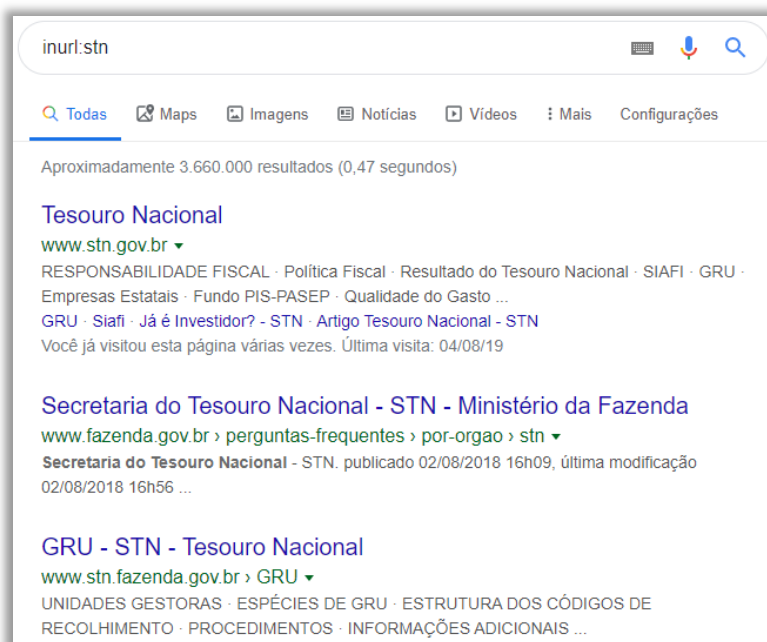 inurl:stn
Todas Maps Imagens Notícias Vídeos Mais Configurações
Aproximadamente 3.660.000 resultados (0,47 segundos)
Tesouro Nacional
www.stn.gov.br
RESPONSABILIDADE FISCAL · Política Fiscal · Resultado do Tesouro Nacional · SIAFI · GRU ·
Empresas Estatais · Fundo PIS-PASEP · Qualidade do Gasto ...
GRU · Siafi · Já é Investidor? - STN · Artigo Tesouro Nacional - STN
Você já visitou esta página várias vezes. Última visita: 04/08/19
Secretaria do Tesouro Nacional - STN - Ministério da Fazenda
www.fazenda.gov.br › perguntas-frequentes › por-orgao › stn
Secretaria do Tesouro Nacional - STN. publicado 02/08/2018 16h09, última modificação
02/08/2018 16h56 ...
GRU - STN - Tesouro Nacional
www.stn.fazenda.gov.br › GRU
UNIDADES GESTORAS · ESPÉCIES DE GRU · ESTRUTURA DOS CÓDIGOS DE
RECOLHIMENTO · PROCEDIMENTOS · INFORMAÇÕES ADICIONAIS ...